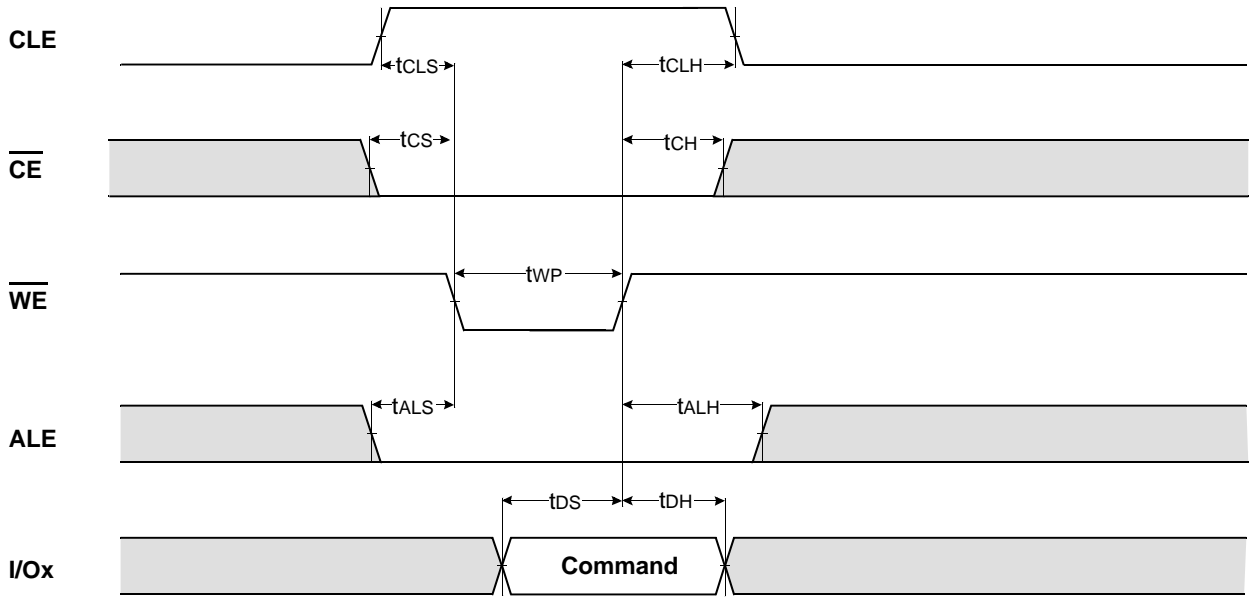 CLE
tCLS
tCLH
CE
tCS
tCH
WE
tWP
ALE
tALS
tALH
I/Ox
tDS
tDH
Command